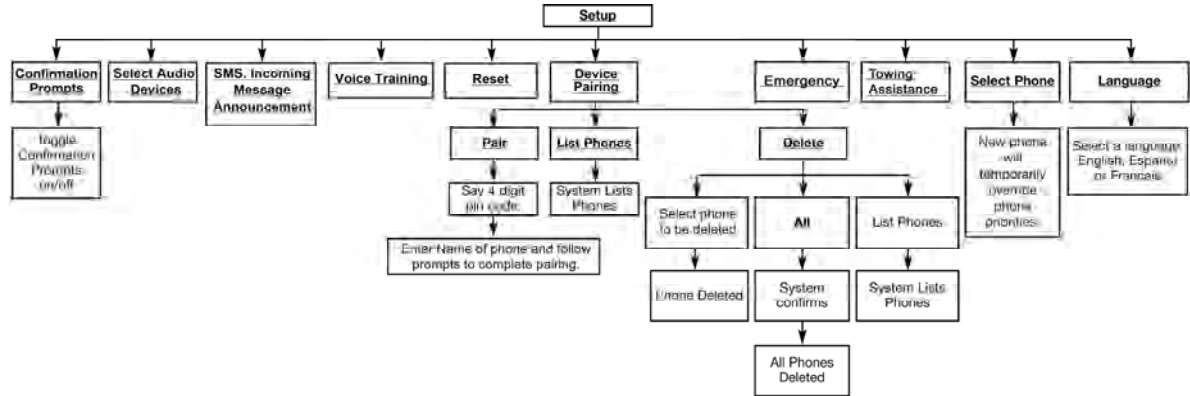 Setup
Confirmation
Prompts
Select Audio
Devices
SMS. Incoming
Message
Announcement
Voice Training
Reset
Device
Pairing
Emergency
Towing
Assistance
Select Phone
Language
toggle
Confirmation
Prompts
on/off
Pair
List Phones
Delete
New phone
will
temporarily
override
phone
priorities.
Select a language
English, Espanol
or Francais
Say 4 digit
pin code.
System Lists
Phones
Select phone
to be deleted
All
List Phones
Enter Name of phone and follow
prompts to complete pairing.
Phone Deleted
System
confirms
System Lists
Phones
All Phones
Deleted